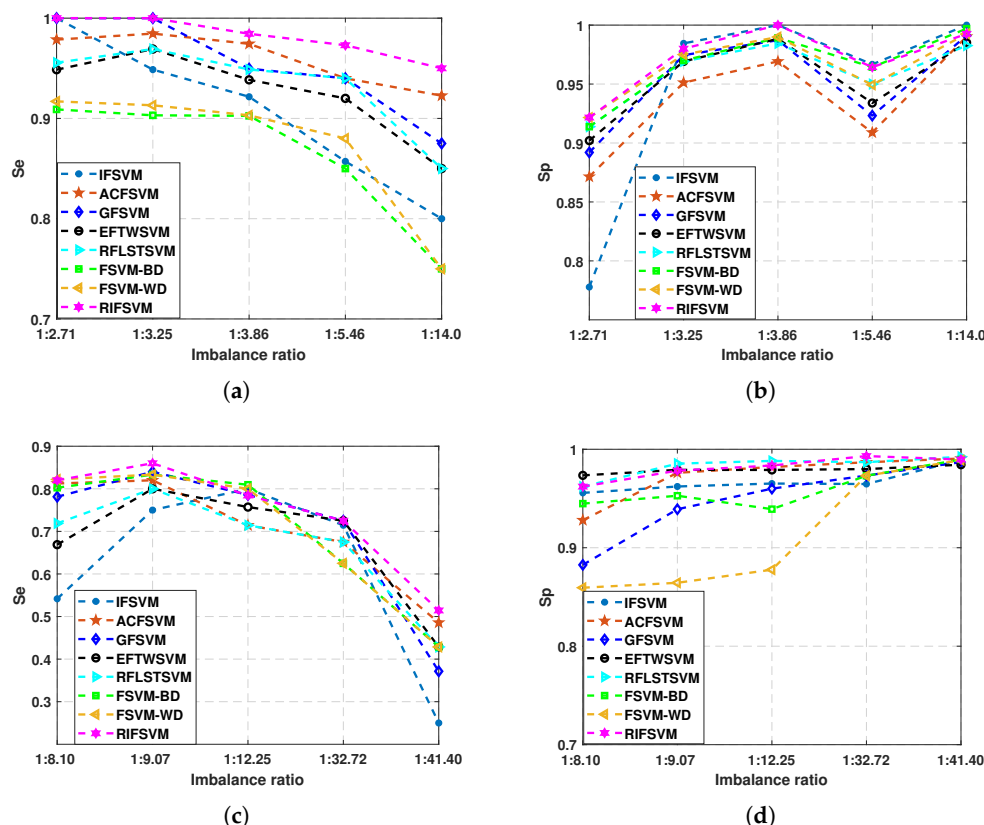 1
0.9
0.8
0.7
Se
IFSVM
ACFSVM
GFSVM
EFTWSVM
RFLSTSVM
FSVM-BD
FSVM-WD
RIFSVM
1:2.71 1:3.25 1:3.86 1:5.46 1:14.0
Imbalance ratio
(a)
1
0.95
0.9
0.85
0.8
Sp
IFSVM
ACFSVM
GFSVM
EFTWSVM
RFLSTSVM
FSVM-BD
FSVM-WD
RIFSVM
1:2.71 1:3.25 1:3.86 1:5.46 1:14.0
Imbalance ratio
(b)
0.9
0.8
0.7
0.6
0.5
0.4
0.3
Se
IFSVM
ACFSVM
GFSVM
EFTWSVM
RFLSTSVM
FSVM-BD
FSVM-WD
RIFSVM
1:8.10 1:9.07 1:12.25 1:32.72 1:41.40
Imbalance ratio
(c)
1
0.9
0.8
0.7
Sp
IFSVM
ACFSVM
GFSVM
EFTWSVM
RFLSTSVM
FSVM-BD
FSVM-WD
RIFSVM
1:8.10 1:9.07 1:12.25 1:32.72 1:41.40
Imbalance ratio
(d)